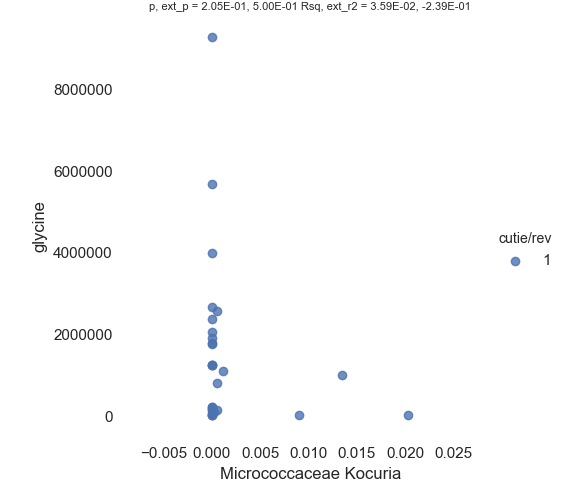 p, ext_p = 2.05E-01, 5.00E-01 Rsq, ext_r2 = 3.59E-02, -2.39E-01
8000000
6000000
4000000
2000000
0
glycine
cutie/rev
1
−0.005 0.000 0.005 0.010 0.015 0.020 0.025
Micrococcaceae Kocuria